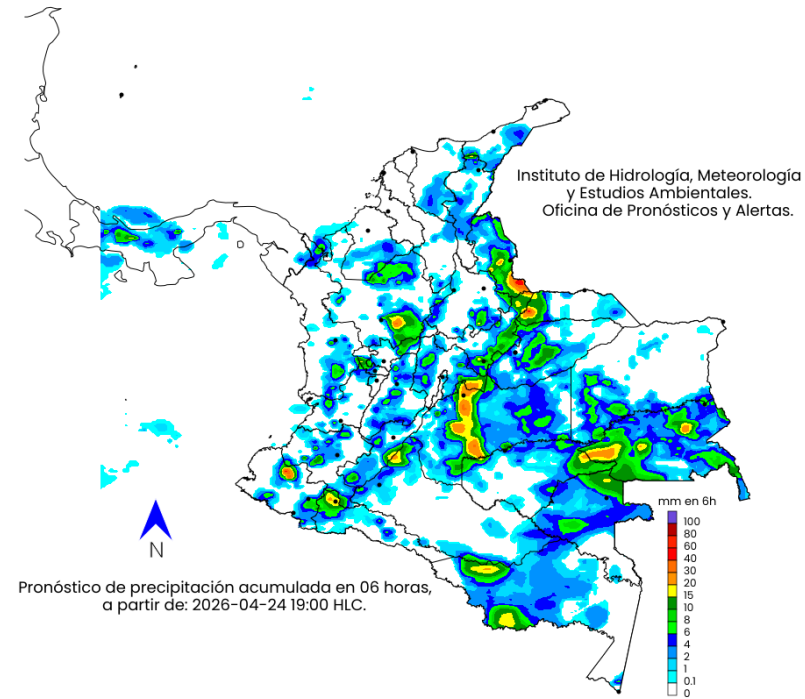 Instituto de Hidrología, Meteorología
y Estudios Ambientales.
Oficina de Pronósticos y Alertas.
mm en 6h
100
80
60
40
30
20
15
10
8
6
4
2
1
0.1
0
N
Pronóstico de precipitación acumulada en 06 horas,
a partir de: 2026-04-24 19:00 HLC.